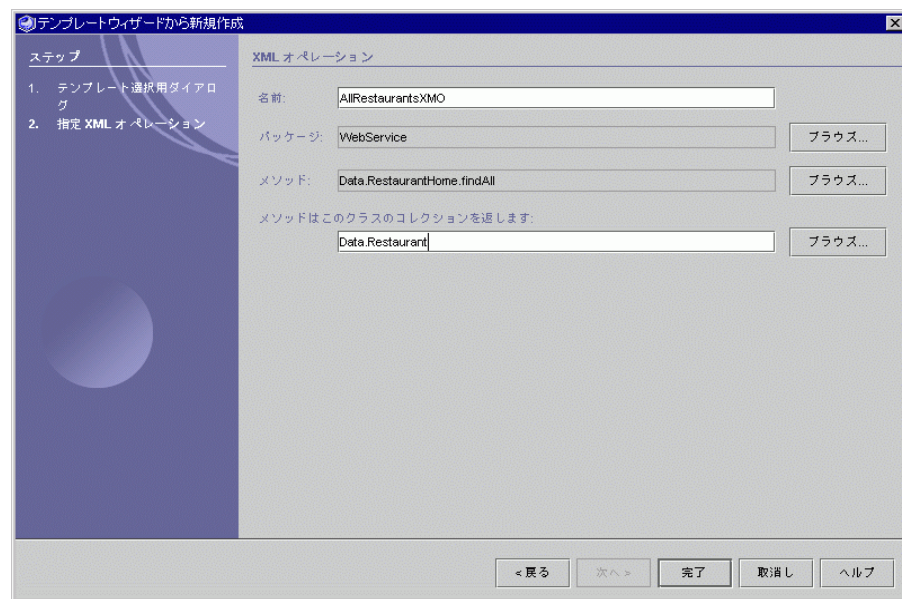 テンプレートウィザードから新規作成
ステップ
1. テンプレート選択用ダイアロ
グ
2. 指定 XML オペレーション
XML オペレーション
名前: AllRestaurantsXMO
パッケージ: WebService ブラウズ...
メソッド: Data.RestaurantHome.findAll ブラウズ...
メソッドはこのクラスのコレクションを返します:
Data.Restaurant ブラウズ...
<戻る 次へ> 完了 取消し ヘルプ